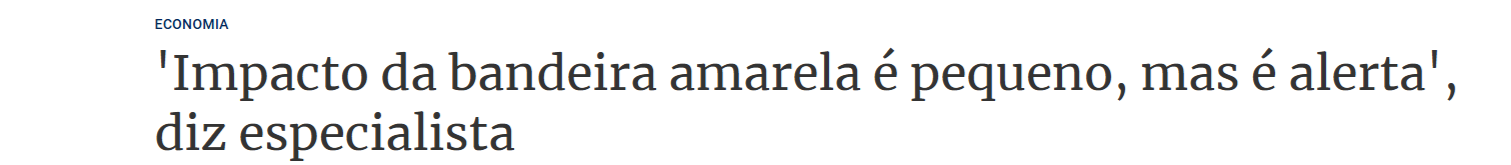 ECONOMIA
'Impacto da bandeira amarela é pequeno, mas é alerta',
diz especialista